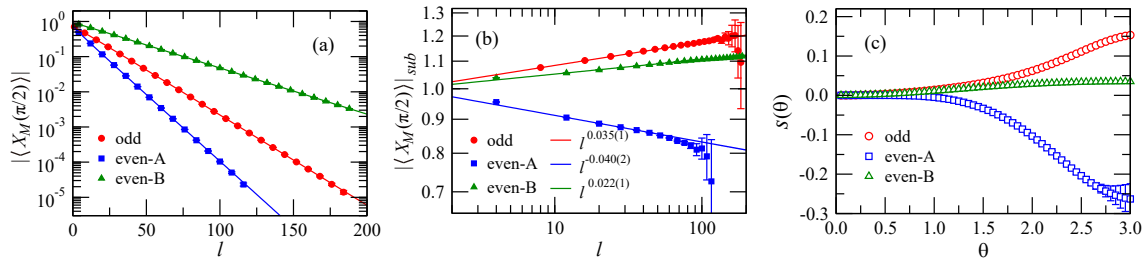 |⟨X_M(π/2)⟩|
10^0
10^-1
10^-2
10^-3
10^-4
10^-5
(a)
odd
even-A
even-B
0 50 100 150 200
l
|⟨X_M(π/2)⟩|_sub
1.3
1.2
1.1
1.0
0.9
0.8
0.7
(b)
odd l^0.035(1)
even-A l^-0.040(2)
even-B l^0.022(1)
10 100
l
s(θ)
0.2
0.1
0.0
-0.1
-0.2
-0.3
(c)
odd
even-A
even-B
0.0 0.5 1.0 1.5 2.0 2.5 3.0
θ